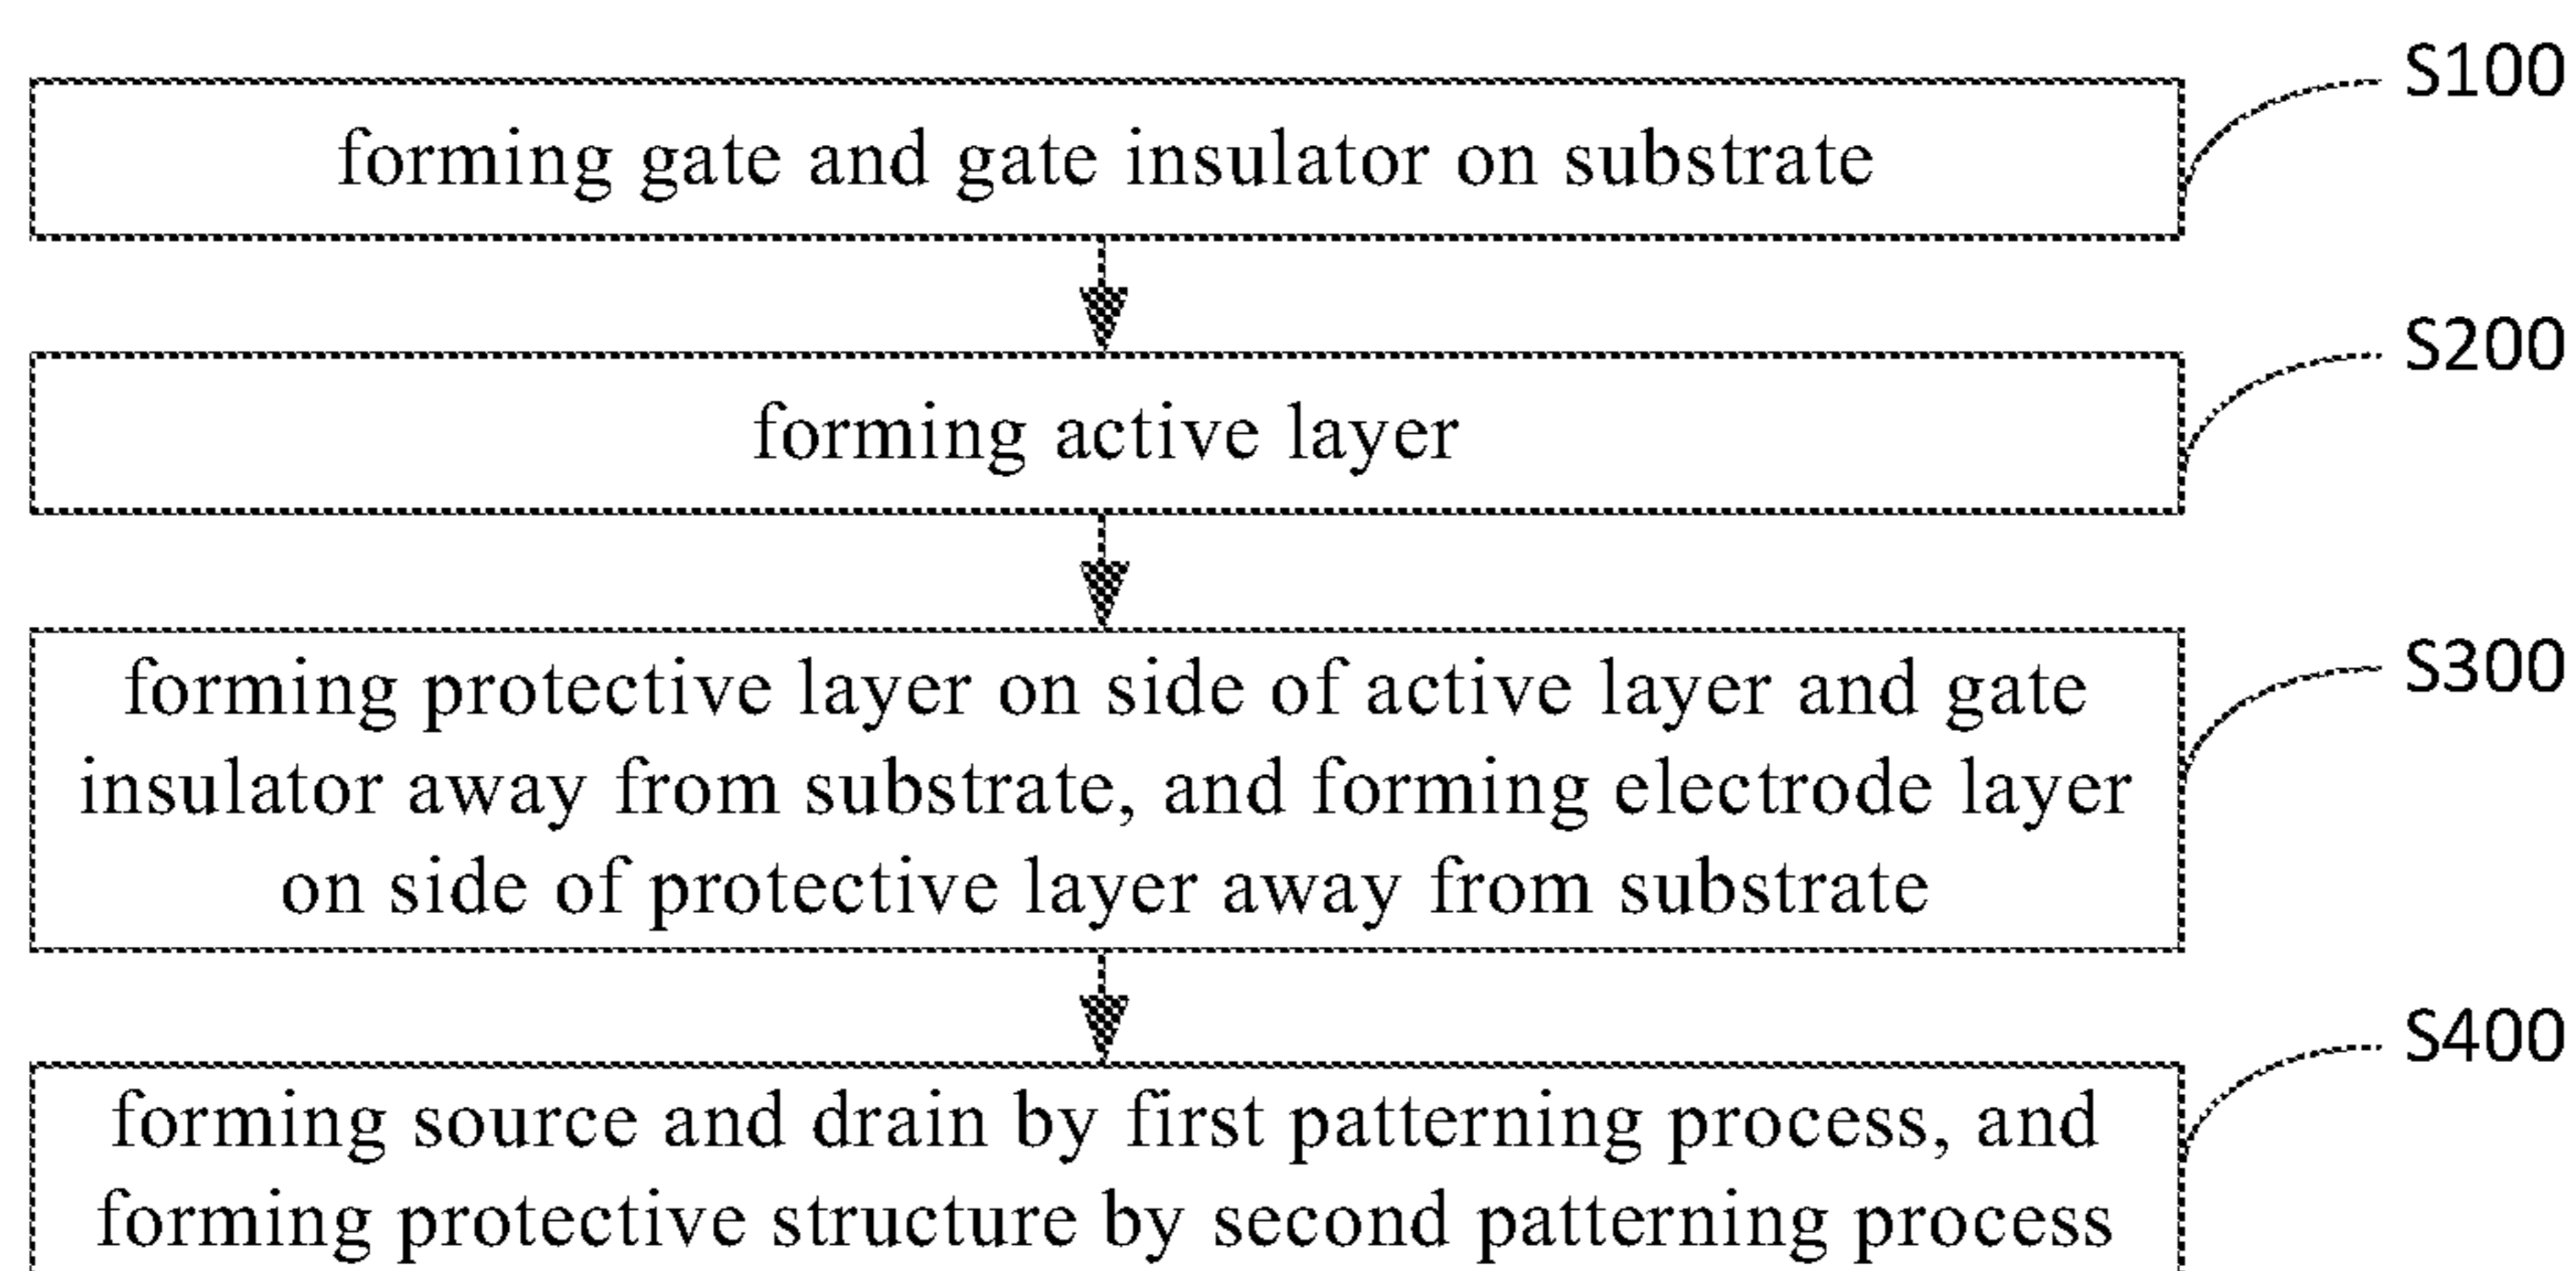 S100
forming gate and gate insulator on substrate
S200
forming active layer
S300
forming protective layer on side of active layer and gate
insulator away from substrate, and forming electrode layer
on side of protective layer away from substrate
S400
forming source and drain by first patterning process, and
forming protective structure by second patterning process